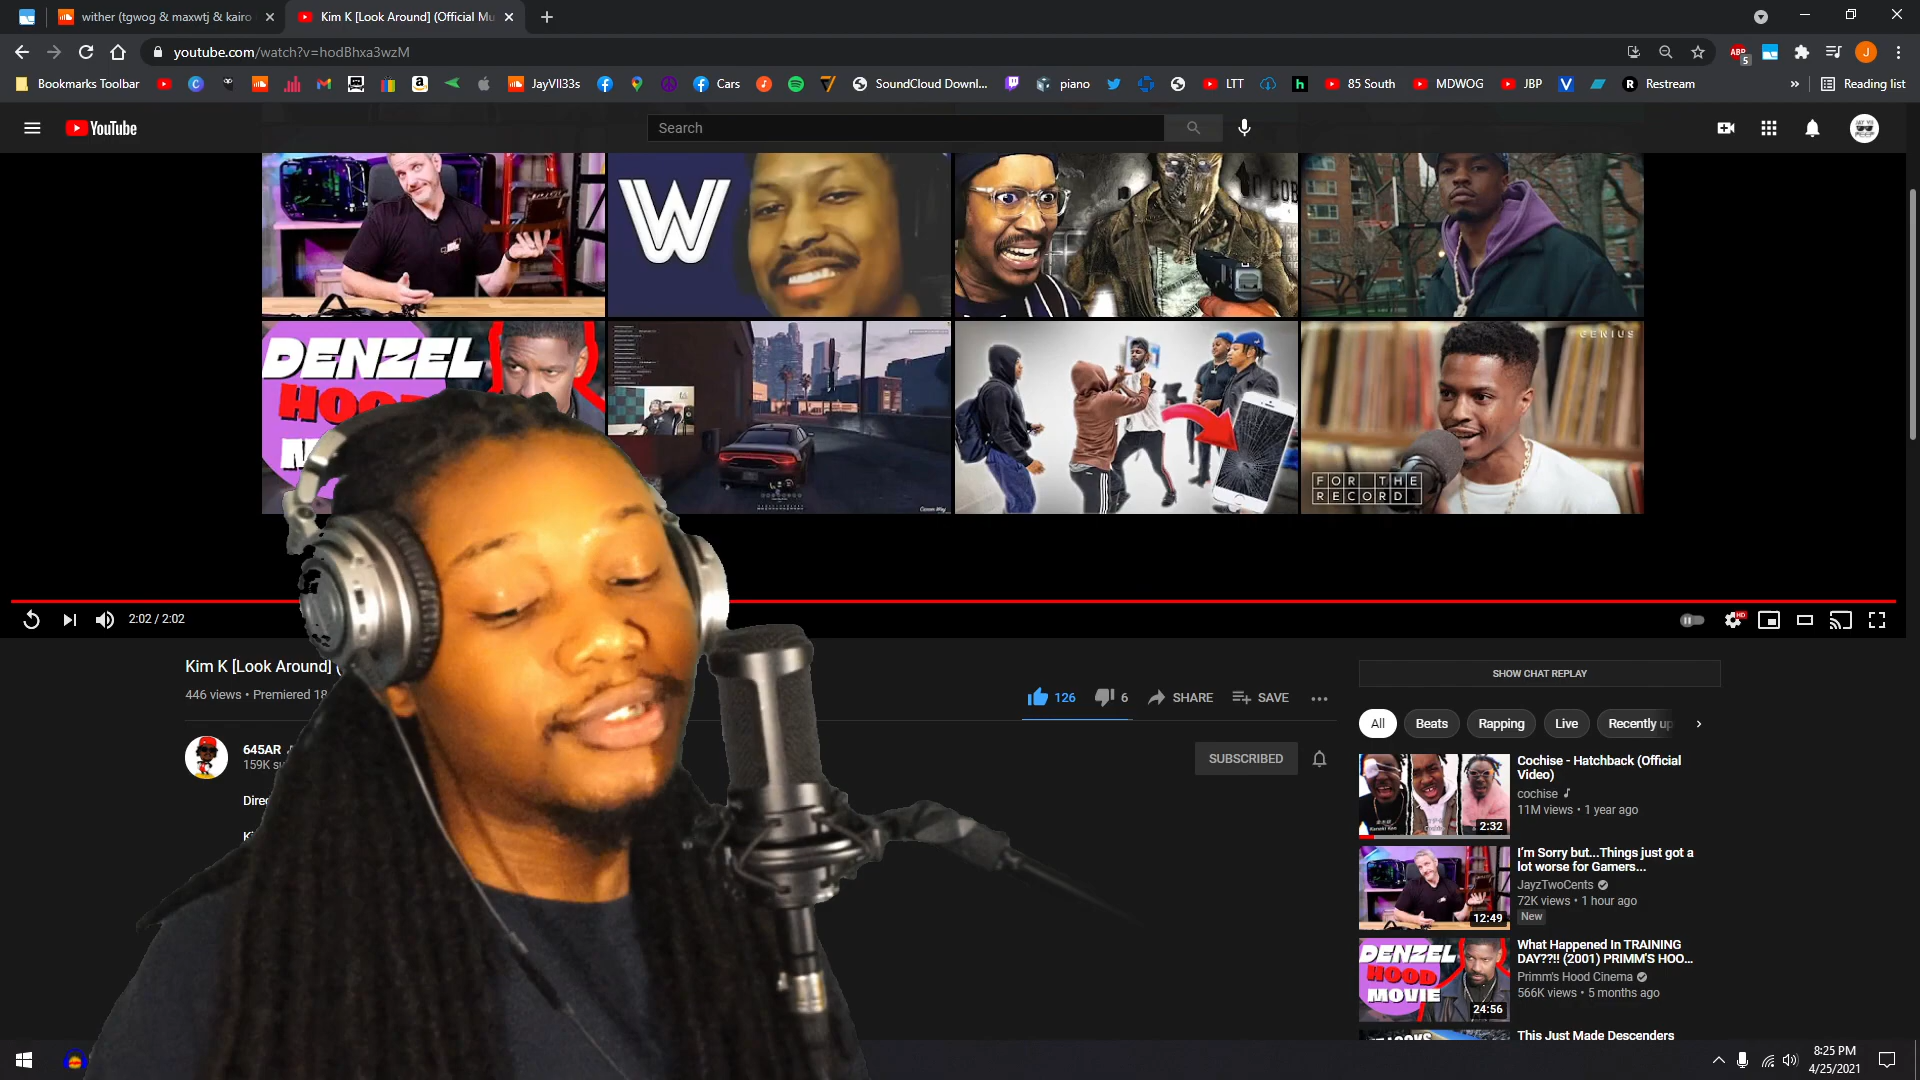 wither (tgwog & maxwtj & kairo
Kim K [Look Around] (Official Mu
youtube.com/watch?v=hodBhxa3wzM
ABP
5
J
Bookmarks Toolbar
JayVII33s
Cars
SoundCloud Downl...
piano
LTT
85 South
MDWOG
JBP
Restream
Reading list
YouTube
Search
W
DENZEL
HOO
M
GENIUS
FOR THE
RECORD
2:02 / 2:02
HD
Kim K [Look Around] (
446 views • Premiered 18
126
6
SHARE
SAVE
SHOW CHAT REPLAY
All
Beats
Rapping
Live
Recently up
645AR
159K su
SUBSCRIBED
Direc
Cochise - Hatchback (Official
Video)
cochise
11M views • 1 year ago
2:32
I'm Sorry but...Things just got a
lot worse for Gamers...
JayzTwoCents
72K views • 1 hour ago
New
12:49
What Happened In TRAINING
DAY??!! (2001) PRIMM'S HOO...
Primm's Hood Cinema
566K views • 5 months ago
DENZEL
HOOD
MOVIE
24:56
This Just Made Descenders
8:25 PM
4/25/2021